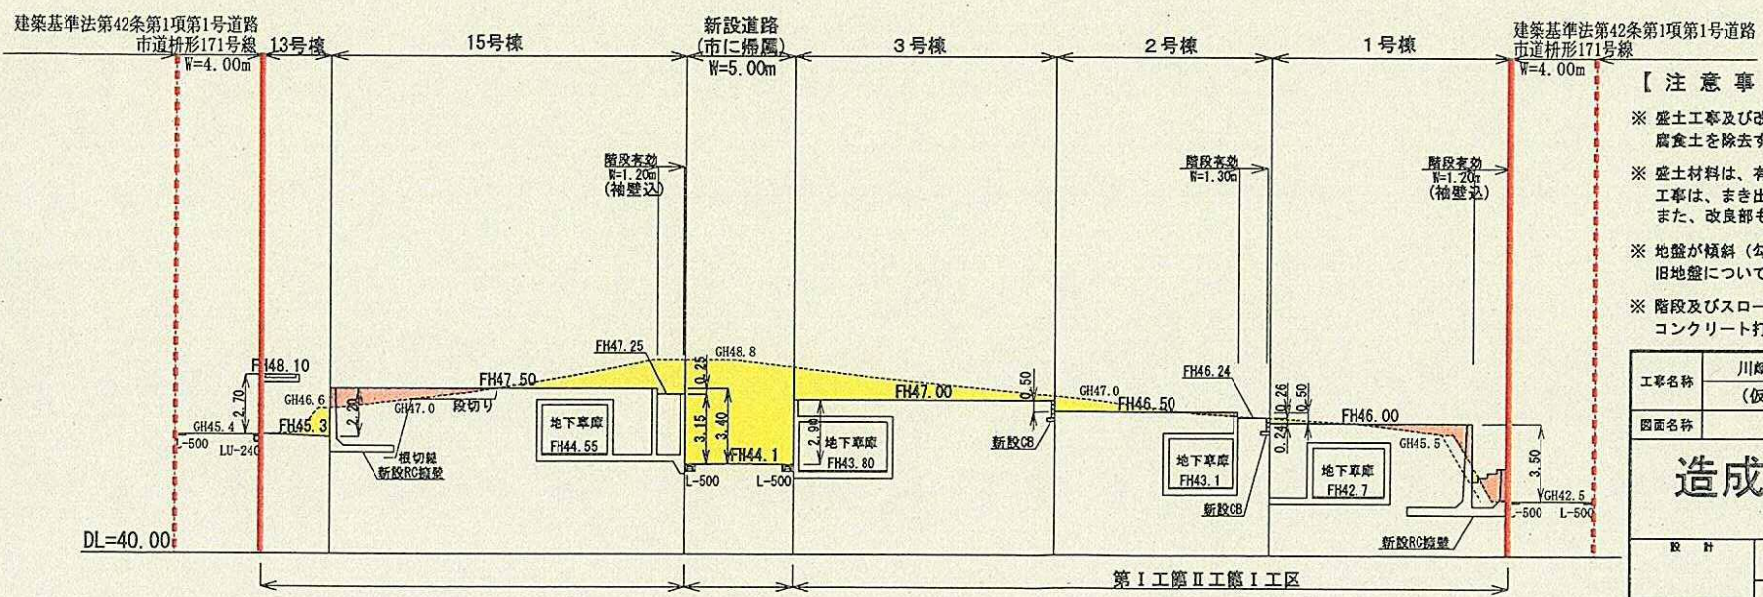 建築基準法第42条第1項第1号道路
市道枡形171号線
W=4.00m
13号棟
15号棟
新設道路
(市に帰属)
W=5.00m
3号棟
2号棟
1号棟
建築基準法第42条第1項第1号道路
市道枡形171号線
W=4.00m
【 注 意 事
※ 盛土工事及び改
腐食土を除去す
※ 盛土材料は、有
工事は、まき出
また、改良部も
※ 地盤が傾斜（勾
旧地盤について
※ 階段及びスロー
コンクリート打
工事名称
川崎
（仮
図面名称
造成
設 計
階段有効
W=1.20m
(袖壁込)
階段有効
W=1.30m
階段有効
W=1.20m
(袖壁込)
FH48.10
2.70
GH46.6
GH45.4
FH45.3
L-500
LU-240
2.20
GH47.0
段切り
根切線
新設RC擁壁
FH47.50
FH47.25
地下車庫
FH44.55
0.25
GH48.8
3.15
3.40
FH44.1
L-500
L-500
2.90
FH47.00
地下車庫
FH43.80
0.50
新設CB
GH47.0
FH46.50
FH46.24
地下車庫
FH43.1
新設CB
0.26
0.50
0.24
FH46.00
地下車庫
FH42.7
GH45.5
3.50
GH42.5
L-500
L-500
新設RC擁壁
DL=40.00